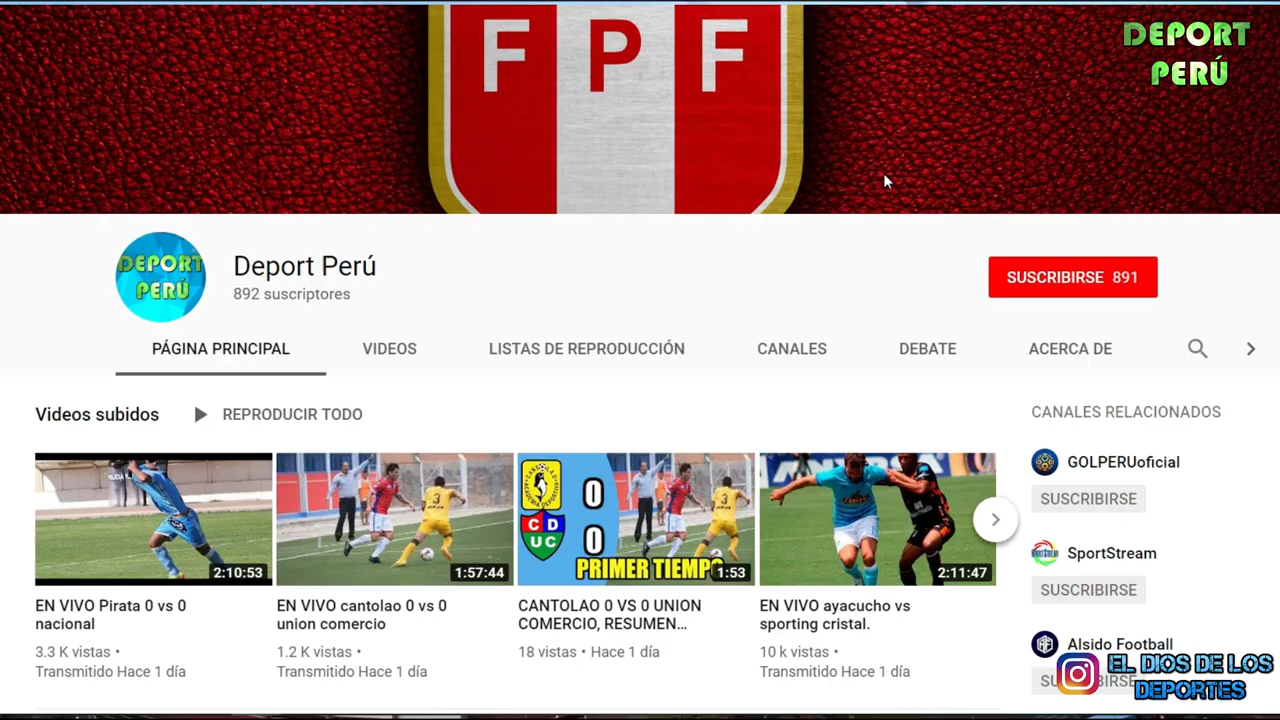 FPF
DEPORT
PERÚ
DEPORT
PERÚ
Deport Perú
892 suscriptores
SUSCRIBIRSE 891
PÁGINA PRINCIPAL VIDEOS LISTAS DE REPRODUCCIÓN CANALES DEBATE ACERCA DE
Videos subidos REPRODUCIR TODO
CANALES RELACIONADOS
2:10:53
EN VIVO Pirata 0 vs 0
nacional
3.3 K vistas •
Transmitido Hace 1 día
1:57:44
EN VIVO cantolao 0 vs 0
union comercio
1.2 K vistas •
Transmitido Hace 1 día
0
CD
UC
0
PRIMER TIEMPO
1:53
CANTOLAO 0 VS 0 UNION
COMERCIO, RESUMEN...
18 vistas • Hace 1 día
2:11:47
EN VIVO ayacucho vs
sporting cristal.
10 k vistas •
Transmitido Hace 1 día
GOLPERUoficial
SUSCRIBIRSE
SportStream
SUSCRIBIRSE
Alsido Football
EL DIOS DE LOS
DEPORTES